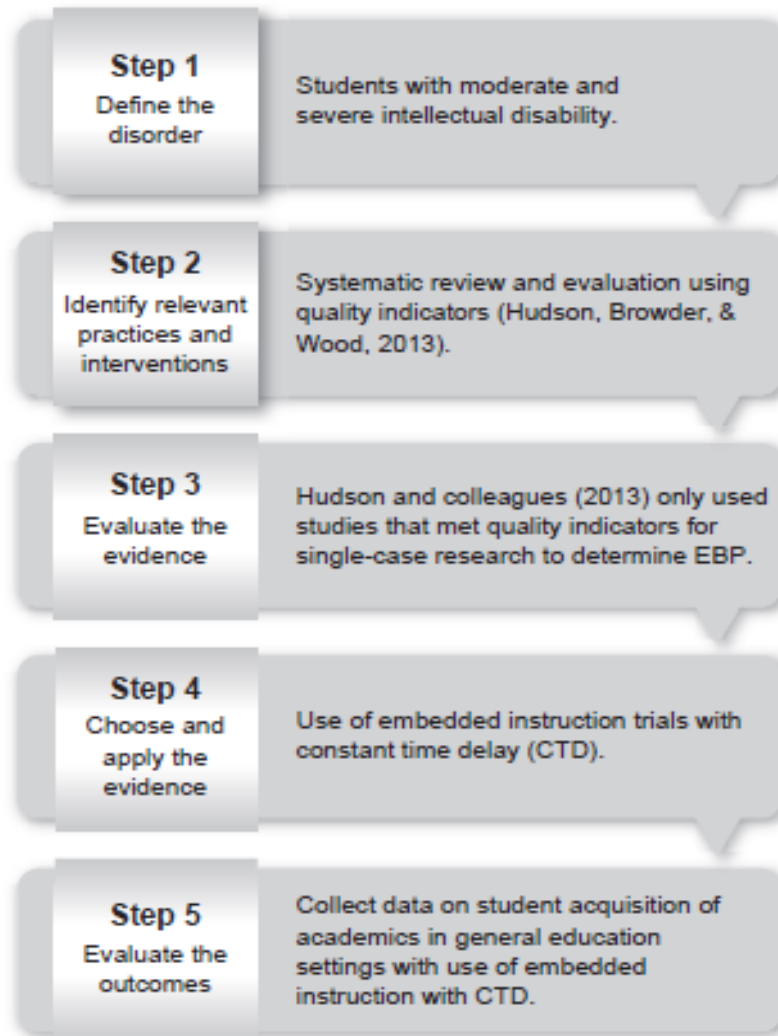 Step 1
Define the
disorder
Students with moderate and
severe intellectual disability.
Step 2
Identify relevant
practices and
interventions
Systematic review and evaluation using
quality indicators (Hudson, Browder, &
Wood, 2013).
Step 3
Evaluate the
evidence
Hudson and colleagues (2013) only used
studies that met quality indicators for
single-case research to determine EBP.
Step 4
Choose and
apply the
evidence
Use of embedded instruction trials with
constant time delay (CTD).
Step 5
Evaluate the
outcomes
Collect data on student acquisition of
academics in general education
settings with use of embedded
instruction with CTD.